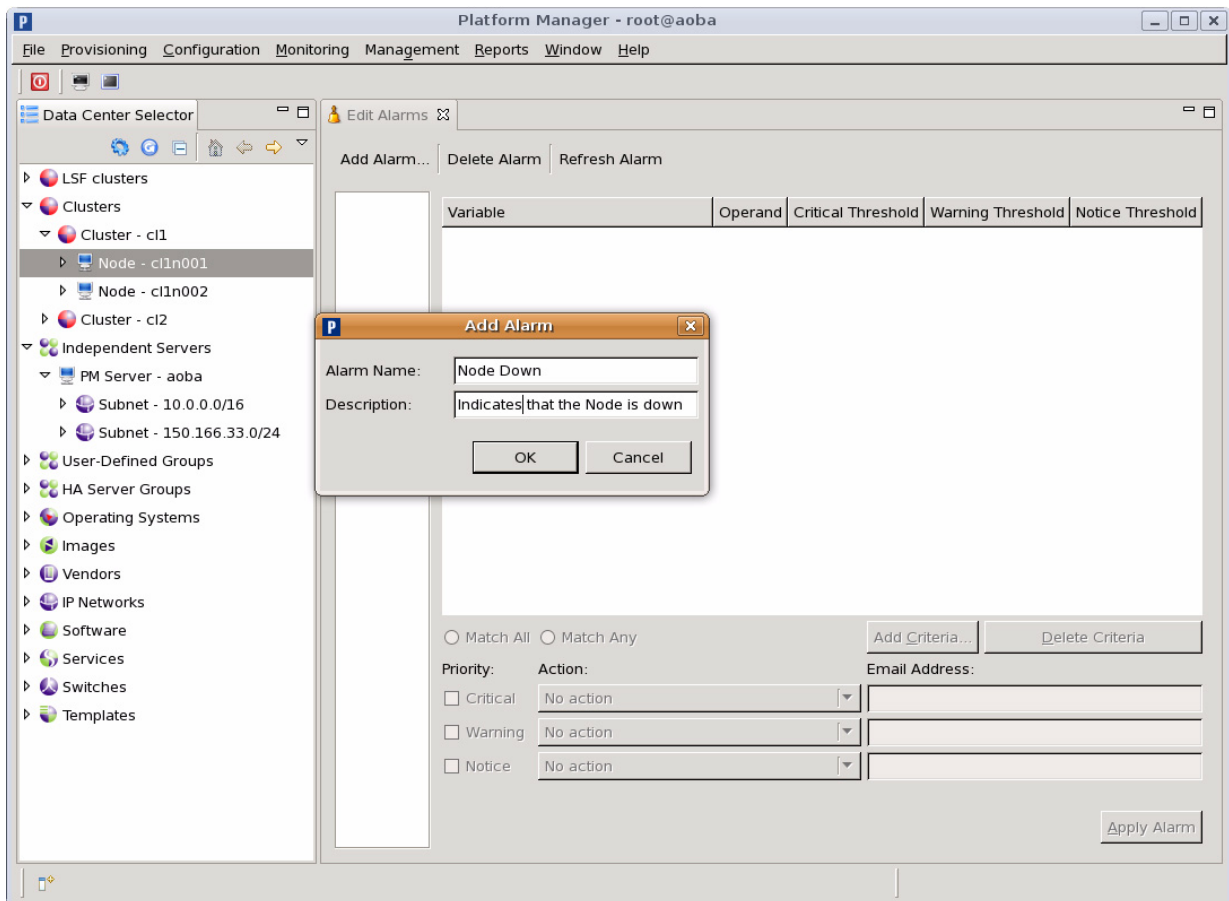 Platform Manager - root@aoba
File Provisioning Configuration Monitoring Management Reports Window Help
Data Center Selector
LSF clusters
Clusters
Cluster - cl1
Node - cl1n001
Node - cl1n002
Cluster - cl2
Independent Servers
PM Server - aoba
Subnet - 10.0.0.0/16
Subnet - 150.166.33.0/24
User-Defined Groups
HA Server Groups
Operating Systems
Images
Vendors
IP Networks
Software
Services
Switches
Templates
Edit Alarms
Add Alarm... Delete Alarm Refresh Alarm
Variable Operand Critical Threshold Warning Threshold Notice Threshold
Add Alarm
Alarm Name: Node Down
Description: Indicates that the Node is down
OK Cancel
Match All Match Any Add Criteria... Delete Criteria
Priority: Action: Email Address:
Critical No action
Warning No action
Notice No action
Apply Alarm